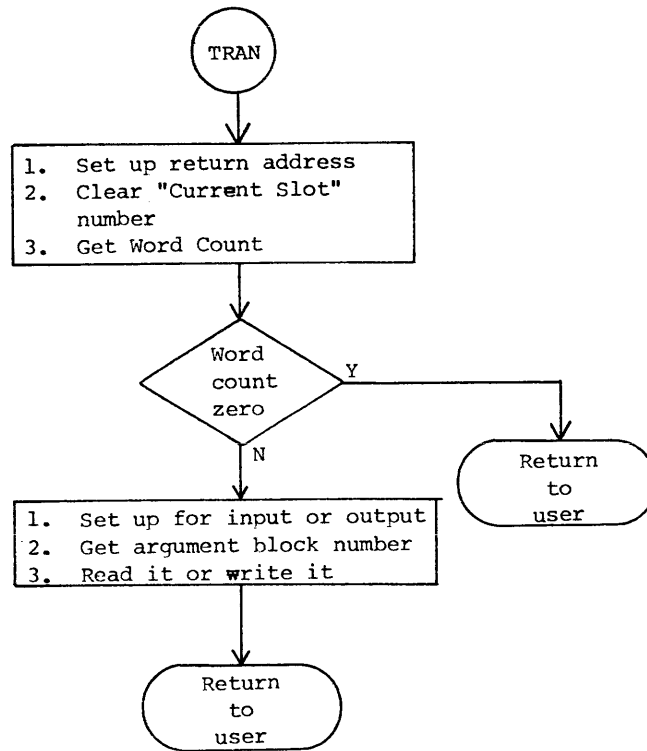 TRAN
1. Set up return address
2. Clear "Current Slot"
number
3. Get Word Count
Word
count
zero
Y
N
Return
to
user
1. Set up for input or output
2. Get argument block number
3. Read it or write it
Return
to
user